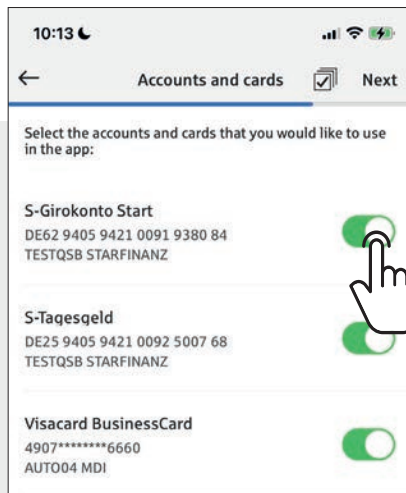 10:13
Accounts and cards
Next
Select the accounts and cards that you would like to use
in the app:
S-Girokonto Start
DE62 9405 9421 0091 9380 84
TESTQSB STARFINANZ
S-Tagesgeld
DE25 9405 9421 0092 5007 68
TESTQSB STARFINANZ
Visacard BusinessCard
4907********6660
AUTO04 MDI